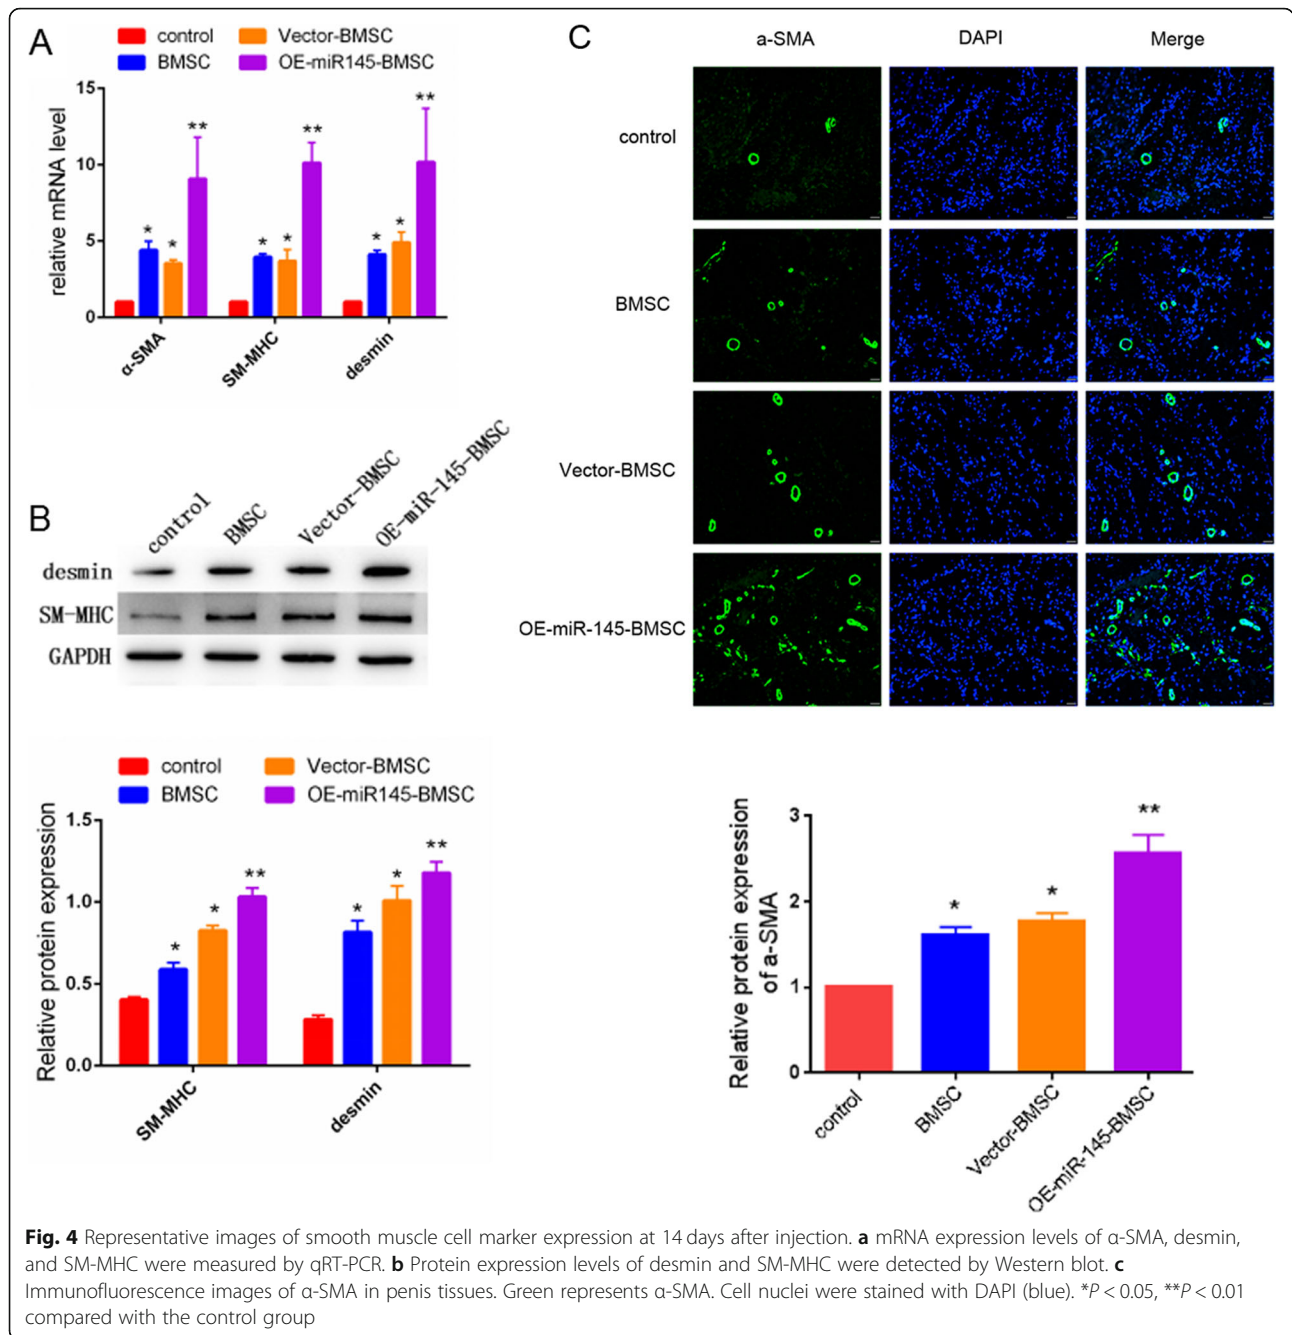 A
control
Vector-BMSC
BMSC
OE-miR145-BMSC
relative mRNA level
15
10
5
0
*
*
**
*
*
**
*
*
**
α-SMA
SM-MHC
desmin
B
control
BMSC
Vector-BMSC
OE-miR-145-BMSC
desmin
SM-MHC
GAPDH
control
Vector-BMSC
BMSC
OE-miR145-BMSC
Relative protein expression
1.5
1.0
0.5
0.0
*
*
**
*
*
**
SM-MHC
desmin
C
a-SMA
DAPI
Merge
control
BMSC
Vector-BMSC
OE-miR-145-BMSC
Relative protein expression
of a-SMA
3
2
1
0
*
*
**
control
BMSC
Vector-BMSC
OE-miR-145-BMSC
Fig. 4 Representative images of smooth muscle cell marker expression at 14 days after injection. a mRNA expression levels of α-SMA, desmin,
and SM-MHC were measured by qRT-PCR. b Protein expression levels of desmin and SM-MHC were detected by Western blot. c
Immunofluorescence images of α-SMA in penis tissues. Green represents α-SMA. Cell nuclei were stained with DAPI (blue). *P < 0.05, **P < 0.01
compared with the control group